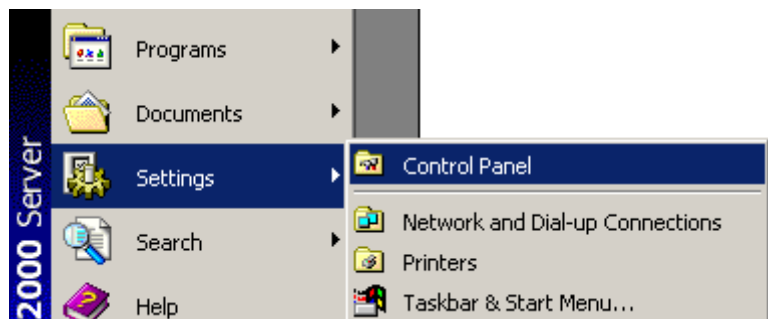 2000 Server
Programs
Documents
Settings
Search
Help
Control Panel
Network and Dial-up Connections
Printers
Taskbar & Start Menu...